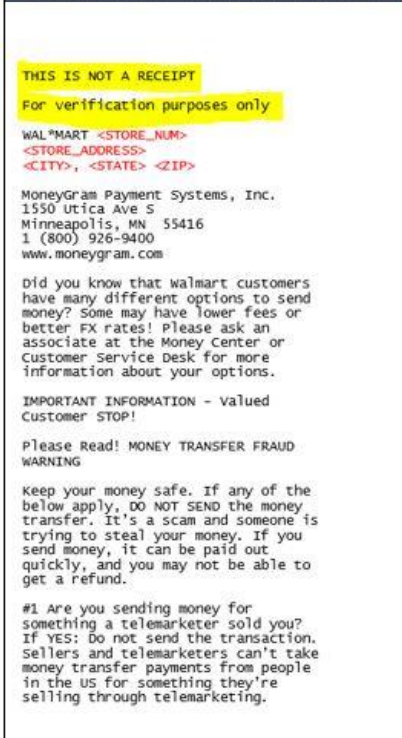 THIS IS NOT A RECEIPT
For verification purposes only
WAL*MART <STORE_NUM>
<STORE_ADDRESS>
<CITY>, <STATE> <ZIP>
MoneyGram Payment Systems, Inc.
1550 Utica Ave S
Minneapolis, MN 55416
1 (800) 926-9400
www.moneygram.com
Did you know that Walmart customers
have many different options to send
money? Some may have lower fees or
better FX rates! Please ask an
associate at the Money Center or
Customer Service Desk for more
information about your options.
IMPORTANT INFORMATION - Valued
Customer STOP!
Please Read! MONEY TRANSFER FRAUD
WARNING
Keep your money safe. If any of the
below apply, DO NOT SEND the money
transfer. It's a scam and someone is
trying to steal your money. If you
send money, it can be paid out
quickly, and you may not be able to
get a refund.
#1 Are you sending money for
something a telemarketer sold you?
If YES: Do not send the transaction.
Sellers and telemarketers can't take
money transfer payments from people
in the US for something they're
selling through telemarketing.